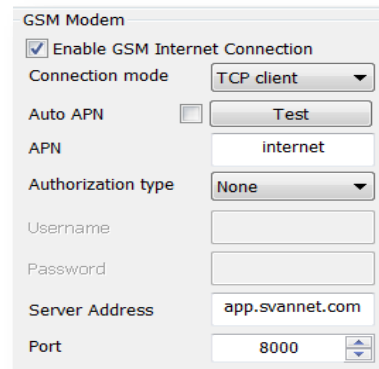 GSM Modem
Enable GSM Internet Connection
Connection mode TCP client
Auto APN Test
APN internet
Authorization type None
Username
Password
Server Address app.svannet.com
Port 8000